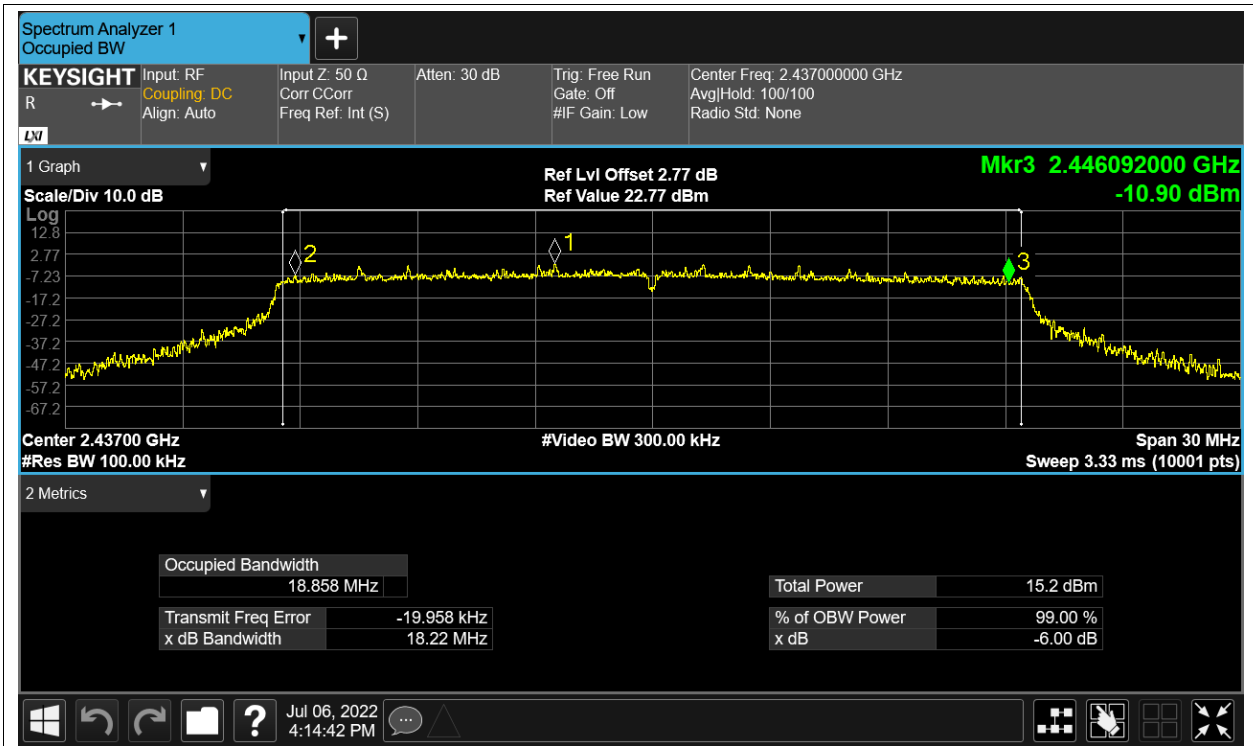 Spectrum Analyzer 1
Occupied BW
KEYSIGHT
R
LXI
Input: RF
Coupling: DC
Align: Auto
Input Z: 50 Ω
Corr CCorr
Freq Ref: Int (S)
Atten: 30 dB
Trig: Free Run
Gate: Off
#IF Gain: Low
Center Freq: 2.437000000 GHz
Avg|Hold: 100/100
Radio Std: None
1 Graph
Scale/Div 10.0 dB
Ref Lvl Offset 2.77 dB
Ref Value 22.77 dBm
Mkr3 2.446092000 GHz
-10.90 dBm
Log
12.8
2.77
-7.23
-17.2
-27.2
-37.2
-47.2
-57.2
-67.2
2
1
3
Center 2.43700 GHz
#Res BW 100.00 kHz
#Video BW 300.00 kHz
Span 30 MHz
Sweep 3.33 ms (10001 pts)
2 Metrics
Occupied Bandwidth
18.858 MHz
Transmit Freq Error -19.958 kHz
x dB Bandwidth 18.22 MHz
Total Power 15.2 dBm
% of OBW Power 99.00 %
x dB -6.00 dB
?
Jul 06, 2022
4:14:42 PM